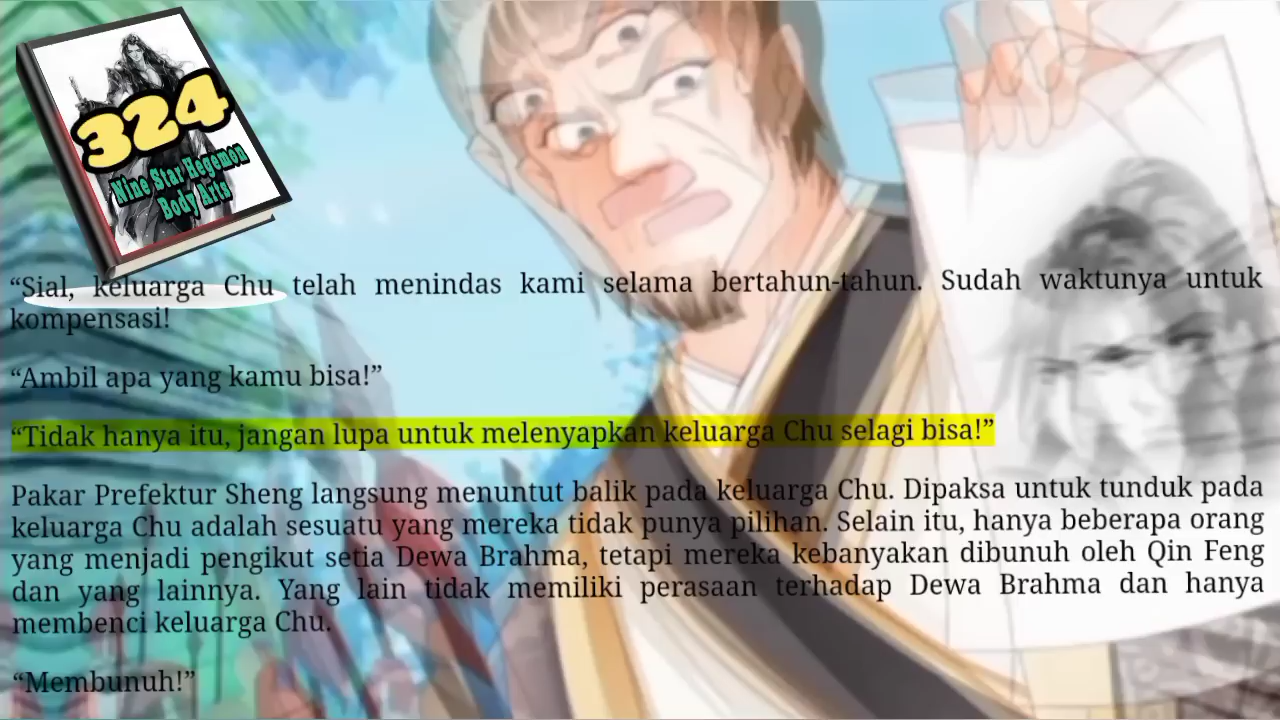 324
Nine Star Hegemon
Body Arts
“Sial, keluarga Chu telah menindas kami selama bertahun-tahun. Sudah waktunya untuk
kompensasi!
“Ambil apa yang kamu bisa!”
“Tidak hanya itu, jangan lupa untuk melenyapkan keluarga Chu selagi bisa!”
Pakar Prefektur Sheng langsung menuntut balik pada keluarga Chu. Dipaksa untuk tunduk pada
keluarga Chu adalah sesuatu yang mereka tidak punya pilihan. Selain itu, hanya beberapa orang
yang menjadi pengikut setia Dewa Brahma, tetapi mereka kebanyakan dibunuh oleh Qin Feng
dan yang lainnya. Yang lain tidak memiliki perasaan terhadap Dewa Brahma dan hanya
membenci keluarga Chu.
“Membunuh!”